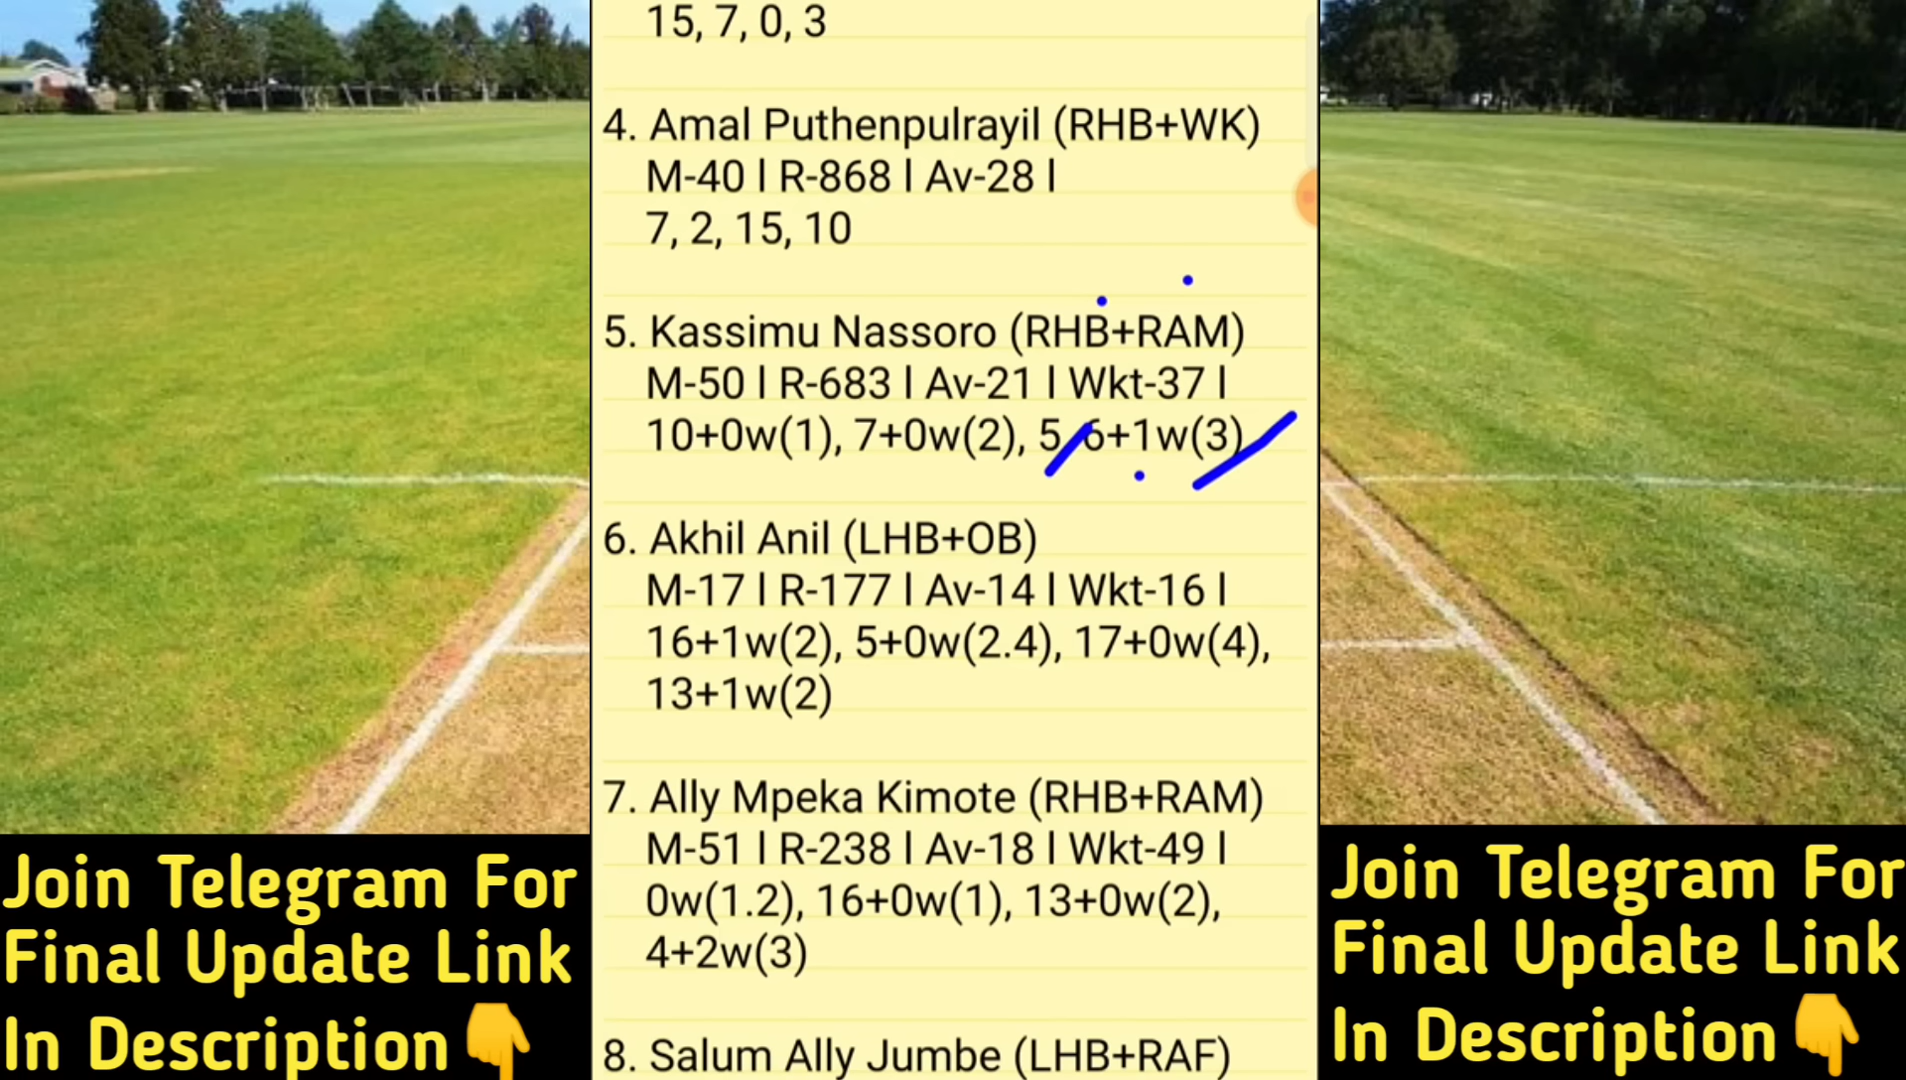 15, 7, 0, 3
4. Amal Puthenpulrayil (RHB+WK)
M-40 | R-868 | Av-28 |
7, 2, 15, 10
5. Kassimu Nassoro (RHB+RAM)
M-50 | R-683 | Av-21 | Wkt-37 |
10+0w(1), 7+0w(2), 5, 6+1w(3)
6. Akhil Anil (LHB+OB)
M-17 | R-177 | Av-14 | Wkt-16 |
16+1w(2), 5+0w(2.4), 17+0w(4),
13+1w(2)
7. Ally Mpeka Kimote (RHB+RAM)
M-51 | R-238 | Av-18 | Wkt-49 |
0w(1.2), 16+0w(1), 13+0w(2),
4+2w(3)
8. Salum Ally Jumbe (LHB+RAF)
Join Telegram For
Final Update Link
In Description👇
Join Telegram For
Final Update Link
In Description👇